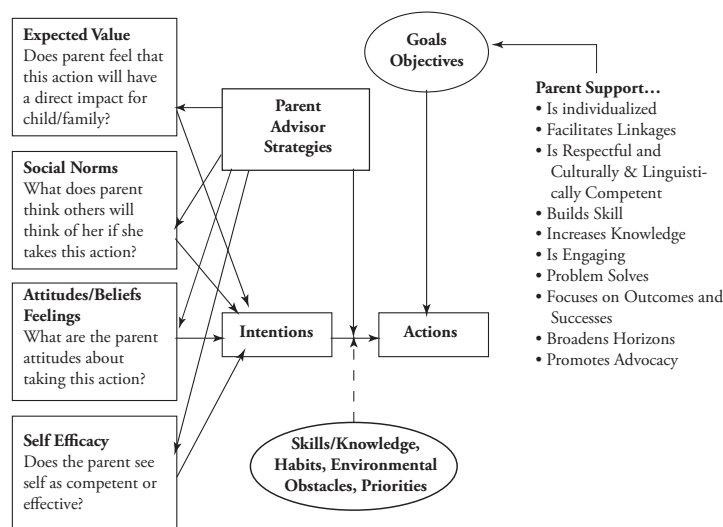 Expected Value
Does parent feel that
this action will have
a direct impact for
child/family?
Social Norms
What does parent
think others will
think of her if she
takes this action?
Attitudes/Beliefs
Feelings
What are the parent
attitudes about
taking this action?
Self Efficacy
Does the parent see
self as competent or
effective?
Parent
Advisor
Strategies
Intentions
Goals
Objectives
Actions
Skills/Knowledge,
Habits, Environmental
Obstacles, Priorities
Parent Support…
• Is individualized
• Facilitates Linkages
• Is Respectful and
Culturally & Linguisti-
cally Competent
• Builds Skill
• Increases Knowledge
• Is Engaging
• Problem Solves
• Focuses on Outcomes and
Successes
• Broadens Horizons
• Promotes Advocacy